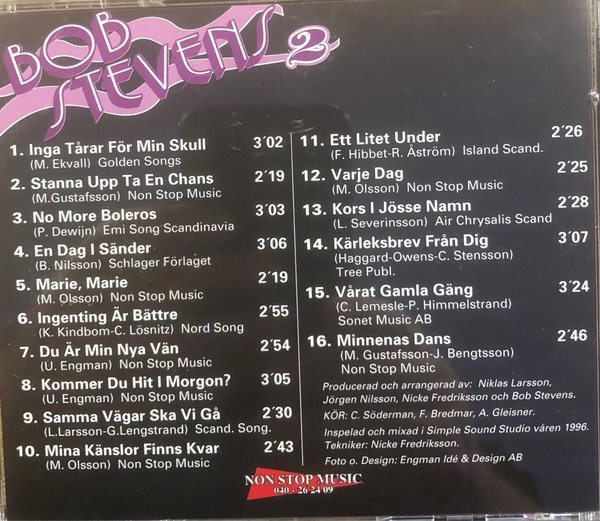 BOB
STEVENS 2
1. Inga Tårar För Min Skull 3´02
(M. Ekvall) Golden Songs
2. Stanna Upp Ta En Chans 2´19
(M.Gustafsson) Non Stop Music
3. No More Boleros 3´03
(P. Dewijn) Emi Song Scandinavia
4. En Dag I Sänder 3´06
(B. Nilsson) Schlager Förlaget
5. Marie, Marie 2´19
(M. Olsson) Non Stop Music
6. Ingenting Är Bättre 2´55
(K. Kindbom-C. Lösnitz) Nord Song
7. Du Är Min Nya Vän 2´54
(U. Engman) Non Stop Music
8. Kommer Du Hit I Morgon? 3´05
(U. Engman) Non Stop Music
9. Samma Vägar Ska Vi Gå 2´30
(L.Larsson-G.Lengstrand) Scand. Song.
10. Mina Känslor Finns Kvar 2´43
(M. Olsson) Non Stop Music
11. Ett Litet Under 2´26
(F. Hibbet-R. Åström) Island Scand.
12. Varje Dag 2´25
(M. Olsson) Non Stop Music
13. Kors I Jösse Namn 2´28
(L. Severinsson) Air Chrysalis Scand
14. Kärleksbrev Från Dig 3´07
(Haggard-Owens-C. Stensson)
Tree Publ.
15. Vårat Gamla Gäng 3´24
(C. Lemesle-P. Himmelstrand)
Sonet Music AB
16. Minnenas Dans 2´46
(M. Gustafsson-J. Bengtsson)
Non Stop Music
Producerad och arrangerad av: Niklas Larsson,
Jörgen Nilsson, Nicke Fredriksson och Bob Stevens.
KÖR: C. Söderman, F. Bredmar, A. Gleisner.
Inspelad och mixad i Simple Sound Studio våren 1996.
Tekniker: Nicke Fredriksson.
Foto o. Design: Engman Idé & Design AB
NON STOP MUSIC
040 - 26 24 09